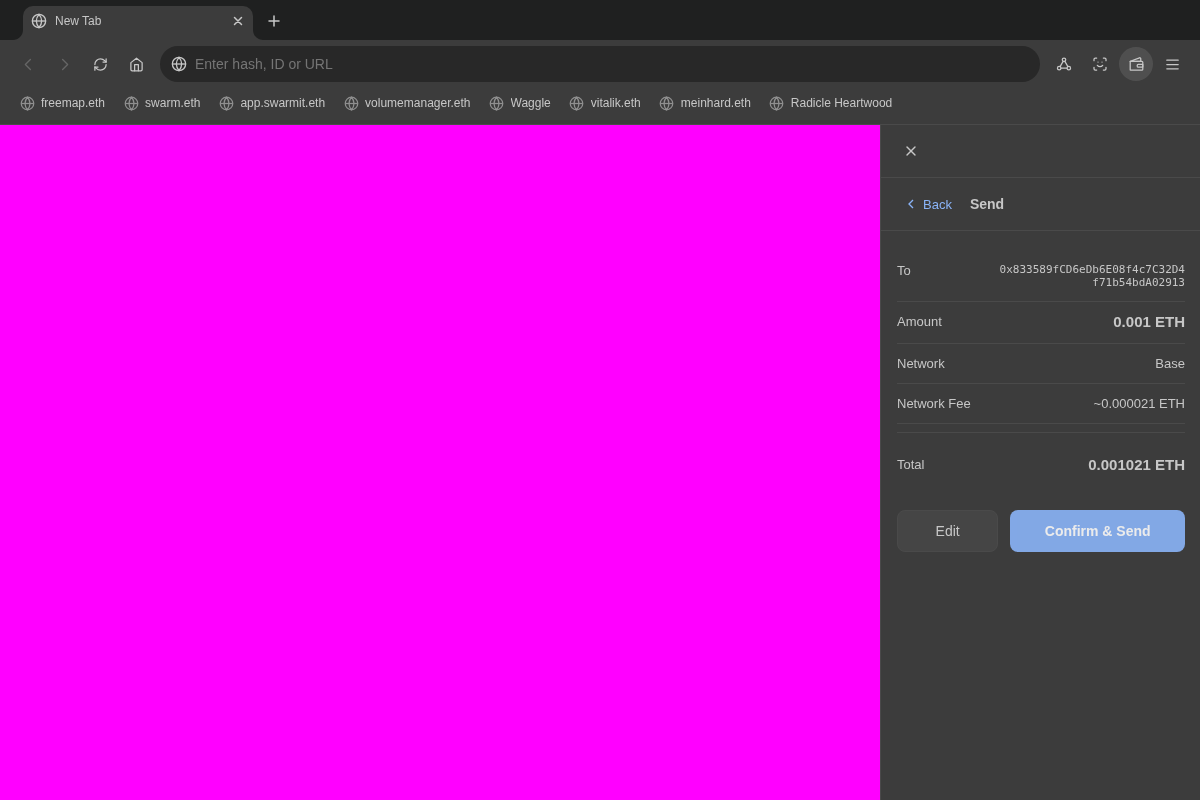 New Tab
Enter hash, ID or URL
freemap.eth swarm.eth app.swarmit.eth volumemanager.eth Waggle vitalik.eth meinhard.eth Radicle Heartwood
Back Send
To 0x833589fCD6eDb6E08f4c7C32D4
f71b54bdA02913
Amount 0.001 ETH
Network Base
Network Fee ~0.000021 ETH
Total 0.001021 ETH
Edit Confirm & Send